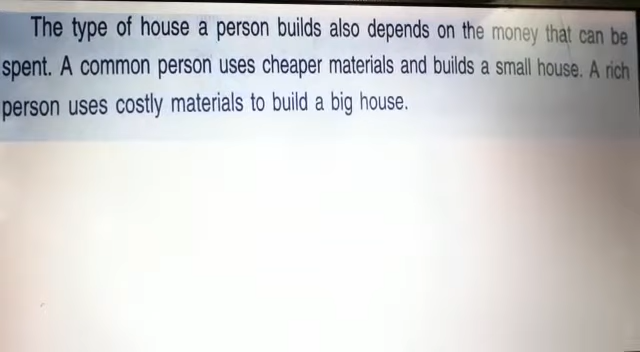 The type of house a person builds also depends on the money that can be
spent. A common person uses cheaper materials and builds a small house. A rich
person uses costly materials to build a big house.